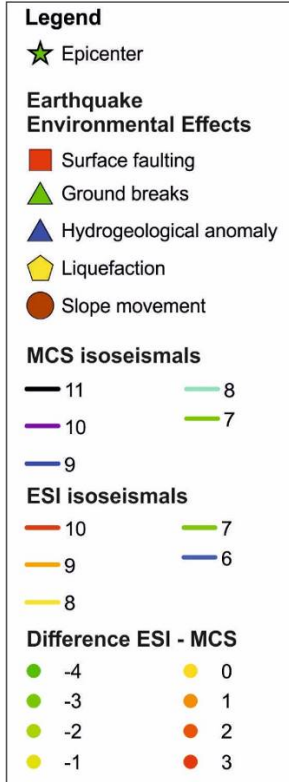 Legend
Epicenter
Earthquake
Environmental Effects
Surface faulting
Ground breaks
Hydrogeological anomaly
Liquefaction
Slope movement
MCS isoseismals
11
8
10
7
9
ESI isoseismals
10
7
9
6
8
Difference ESI - MCS
-4
0
-3
1
-2
2
-1
3